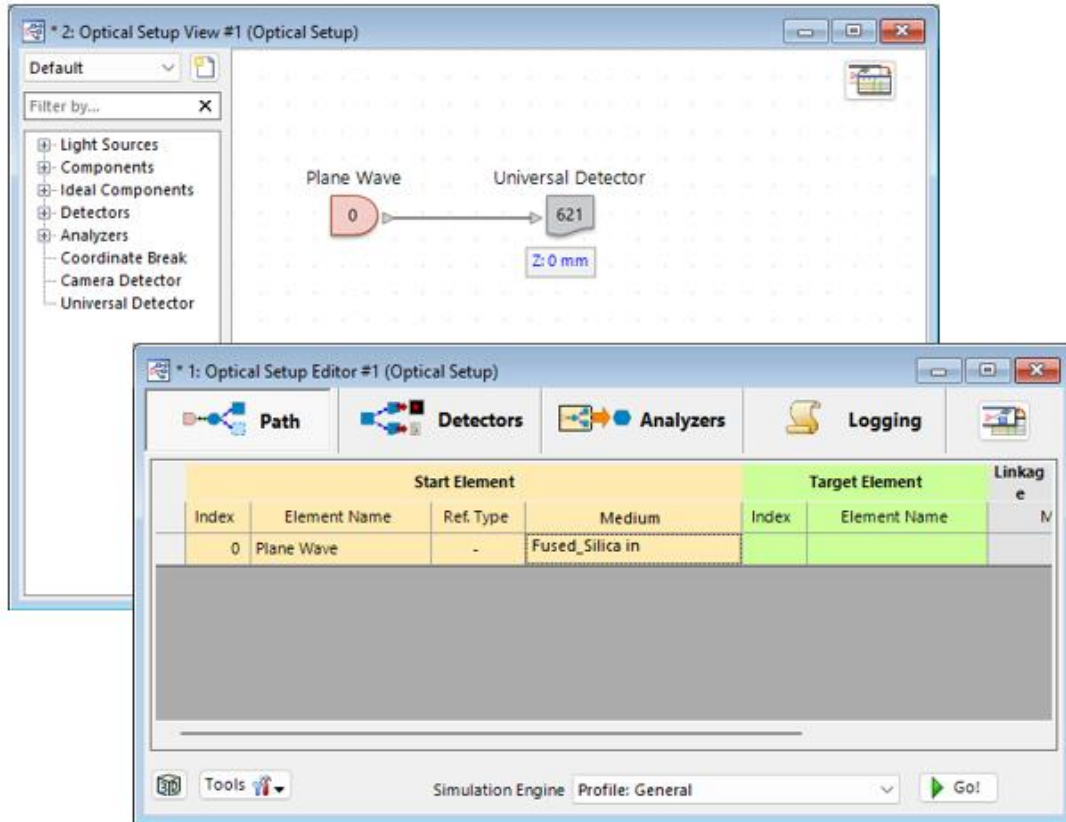 * 2: Optical Setup View #1 (Optical Setup)
Default
Filter by...
Light Sources
Components
Ideal Components
Detectors
Analyzers
Coordinate Break
Camera Detector
Universal Detector
Plane Wave
Universal Detector
0
621
Z: 0 mm
* 1: Optical Setup Editor #1 (Optical Setup)
Path
Detectors
Analyzers
Logging
Start Element
Target Element
Linkag
e
Index
Element Name
Ref. Type
Medium
Index
Element Name
M
0
Plane Wave
-
Fused_Silica in
3D
Tools
Simulation Engine
Profile: General
Go!